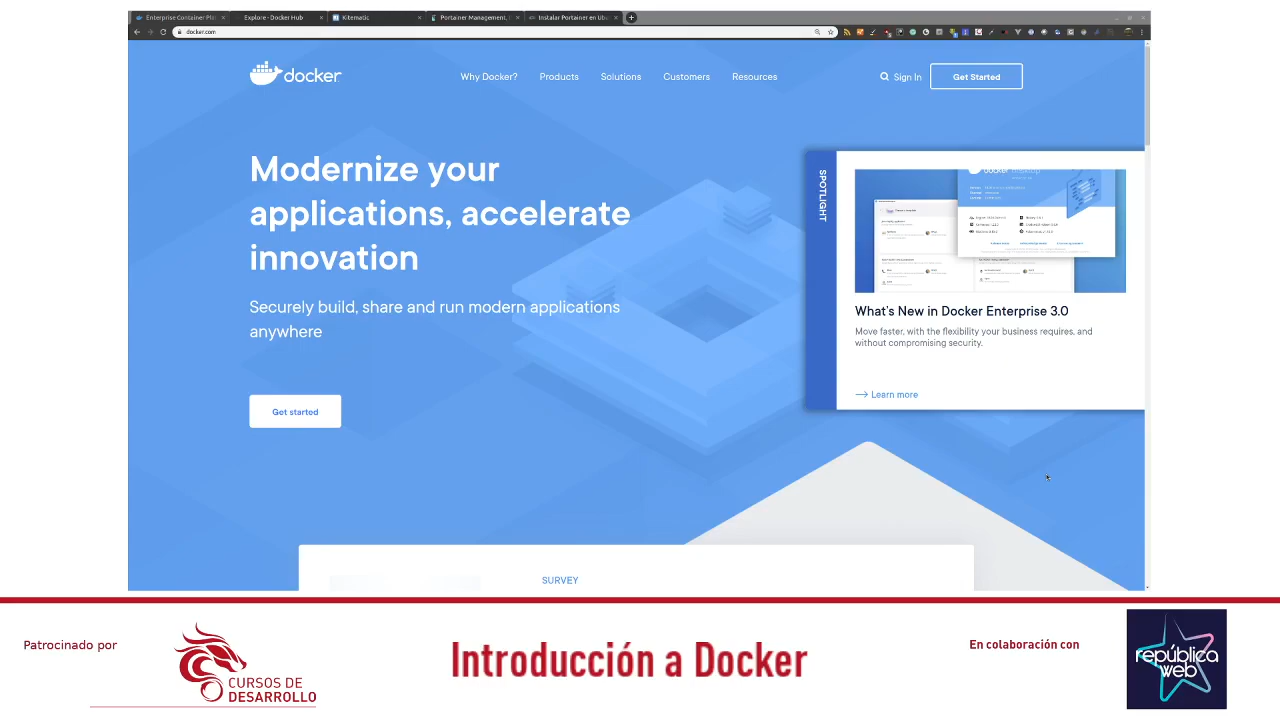 Enterprise Container Pla
Explore - Docker Hub
Kitematic
Portainer Management,
Instalar Portainer en Ub
docker.com
docker
Why Docker?
Products
Solutions
Customers
Resources
Sign In
Get Started
Modernize your
applications, accelerate
innovation
Securely build, share and run modern applications
anywhere
Get started
SPOTLIGHT
docker desktop
What's New in Docker Enterprise 3.0
Move faster, with the flexibility your business requires, and
without compromising security.
Learn more
SURVEY
Patrocinado por
CURSOS DE
DESARROLLO
Introducción a Docker
En colaboración con
república
web